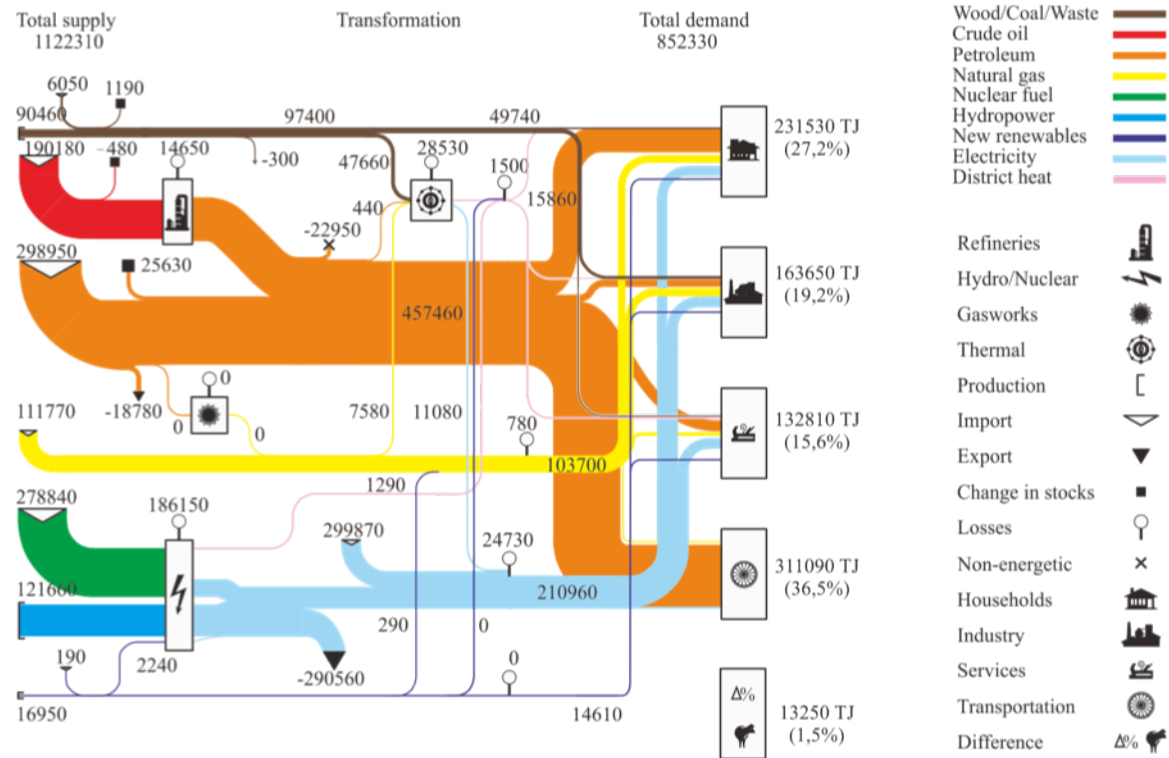 Total supply
1122310
Transformation
Total demand
852330
6050
1190
90460
97400
49740
190180
-480
14650
-300
47660
28530
1500
15860
440
-22950
298950
25630
457460
-18780
0
0
0
111770
7580
11080
780
103700
1290
278840
186150
299870
24730
121660
210960
290
0
190
2240
-290560
0
16950
14610
231530 TJ
(27,2%)
163650 TJ
(19,2%)
132810 TJ
(15,6%)
311090 TJ
(36,5%)
Δ%
13250 TJ
(1,5%)
Wood/Coal/Waste
Crude oil
Petroleum
Natural gas
Nuclear fuel
Hydropower
New renewables
Electricity
District heat
Refineries
Hydro/Nuclear
Gasworks
Thermal
Production
Import
Export
Change in stocks
Losses
Non-energetic
Households
Industry
Services
Transportation
Difference Δ%